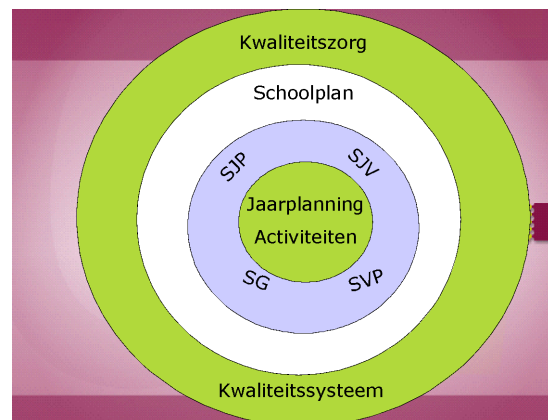 Kwaliteitszorg
Schoolplan
SJP
SJV
Jaarplanning
Activiteiten
SG
SVP
Kwaliteitssysteem